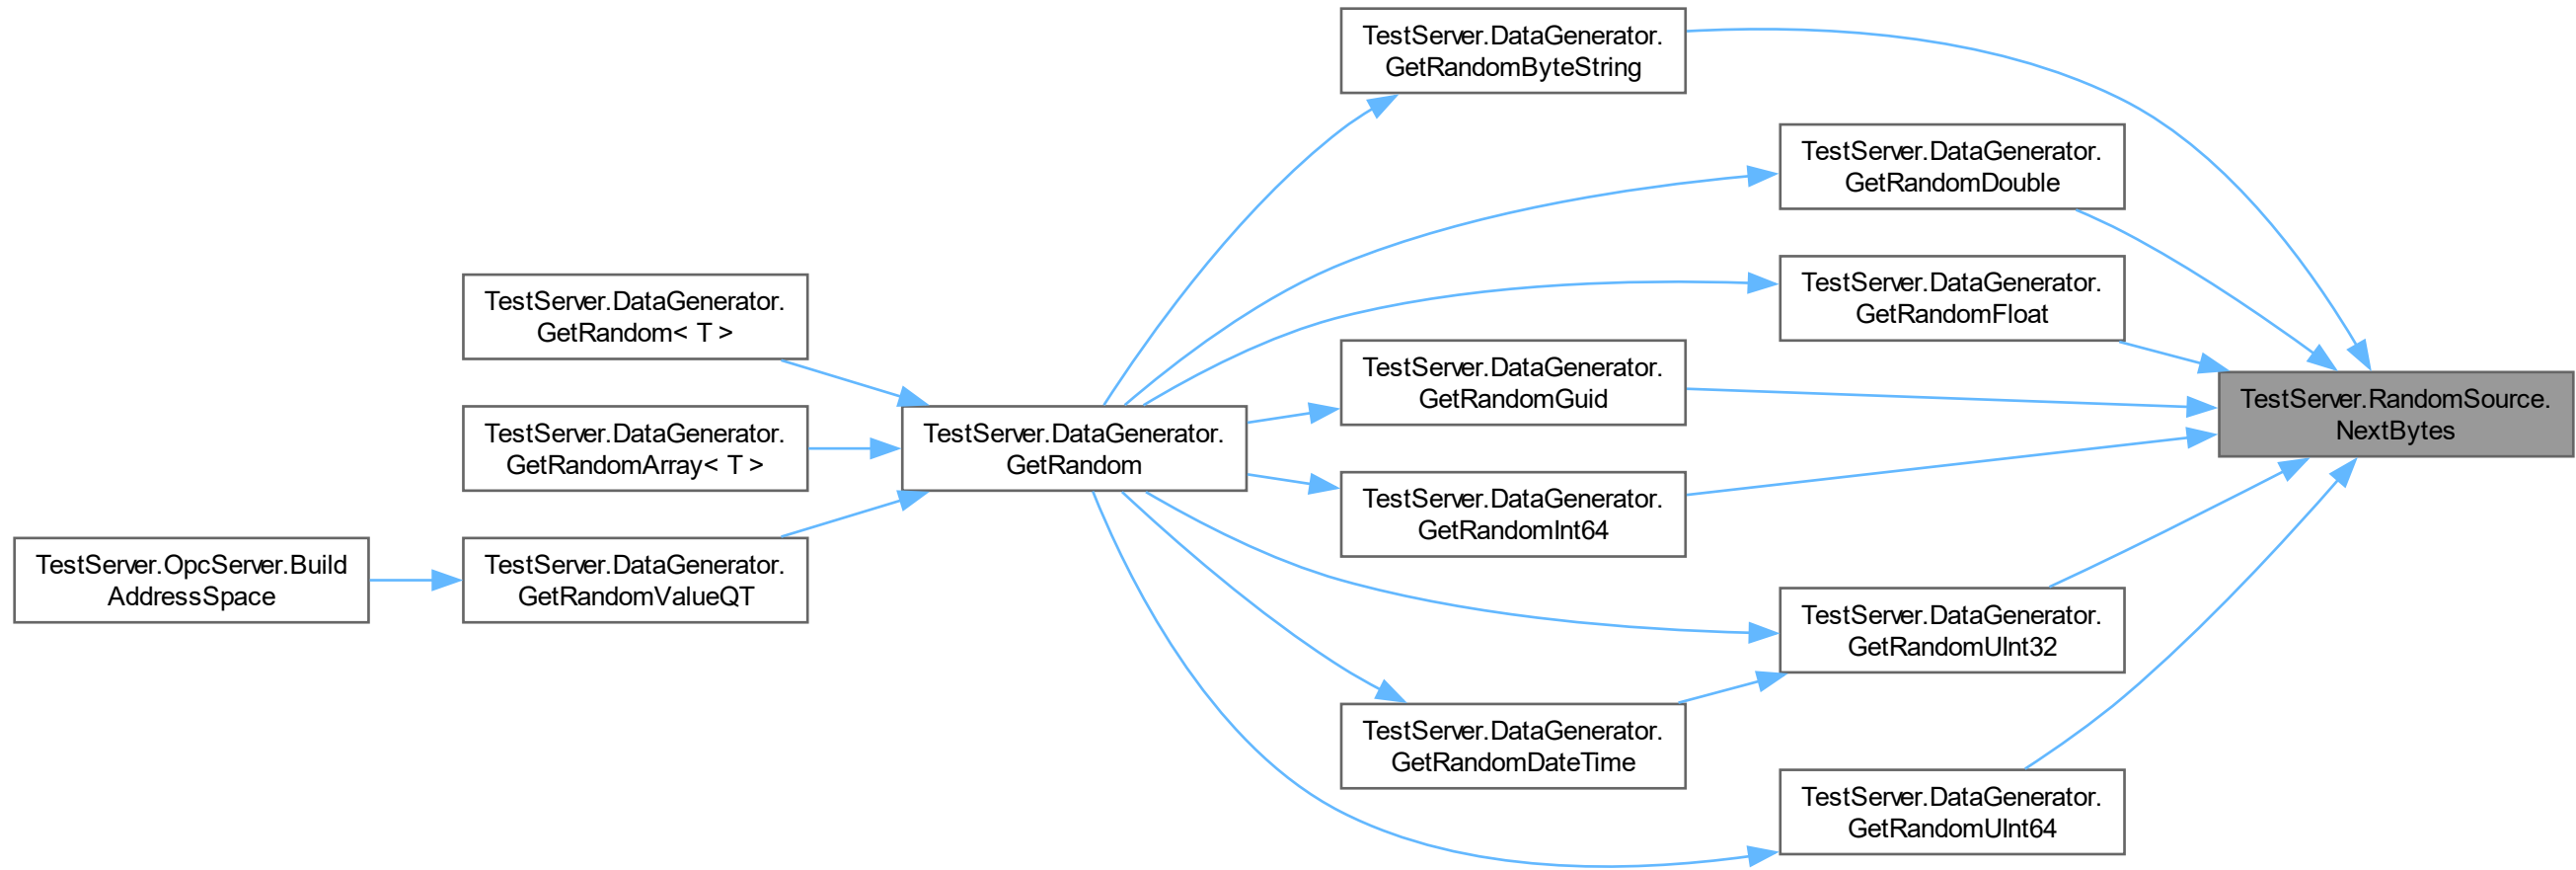 TestServer.DataGenerator.
GetRandomByteString
TestServer.DataGenerator.
GetRandomDouble
TestServer.DataGenerator.
GetRandomFloat
TestServer.DataGenerator.
GetRandom< T >
TestServer.DataGenerator.
GetRandomGuid
TestServer.RandomSource.
NextBytes
TestServer.DataGenerator.
GetRandomArray< T >
TestServer.DataGenerator.
GetRandom
TestServer.DataGenerator.
GetRandomInt64
TestServer.OpcServer.Build
AddressSpace
TestServer.DataGenerator.
GetRandomValueQT
TestServer.DataGenerator.
GetRandomUInt32
TestServer.DataGenerator.
GetRandomDateTime
TestServer.DataGenerator.
GetRandomUInt64